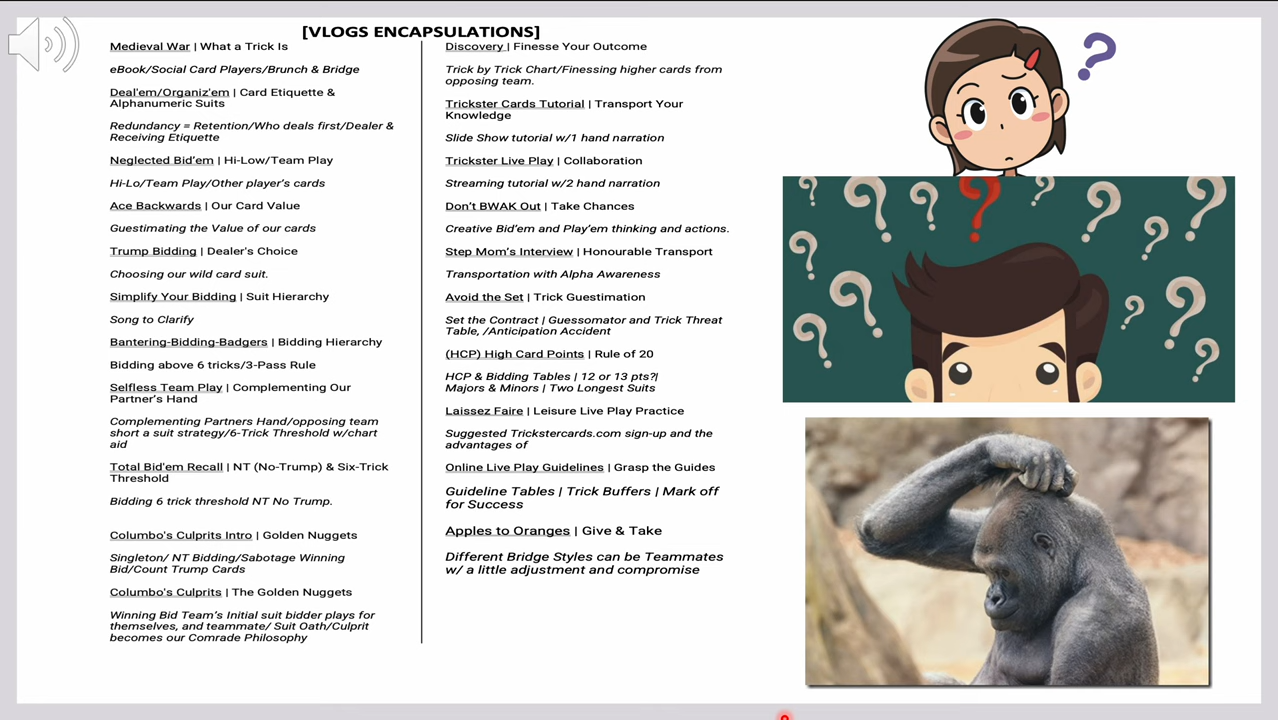 [VLOGS ENCAPSULATIONS]
Medieval War | What a Trick Is
eBook/Social Card Players/Brunch & Bridge
Deal'em/Organiz'em | Card Etiquette &
Alphanumeric Suits
Redundancy = Retention/Who deals first/Dealer &
Receiving Etiquette
Neglected Bid'em | Hi-Low/Team Play
Hi-Lo/Team Play/Other player's cards
Ace Backwards | Our Card Value
Guestimating the Value of our cards
Trump Bidding | Dealer's Choice
Choosing our wild card suit.
Simplify Your Bidding | Suit Hierarchy
Song to Clarify
Bantering-Bidding-Badgers | Bidding Hierarchy
Bidding above 6 tricks/3-Pass Rule
Selfless Team Play | Complementing Our
Partner's Hand
Complementing Partners Hand/opposing team
short a suit strategy/6-Trick Threshold w/chart
aid
Total Bid'em Recall | NT (No-Trump) & Six-Trick
Threshold
Bidding 6 trick threshold NT No Trump.
Columbo's Culprits Intro | Golden Nuggets
Singleton/ NT Bidding/Sabotage Winning
Bid/Count Trump Cards
Columbo's Culprits | The Golden Nuggets
Winning Bid Team's Initial suit bidder plays for
themselves, and teammate/ Suit Oath/Culprit
becomes our Comrade Philosophy
Discovery | Finesse Your Outcome
Trick by Trick Chart/Finessing higher cards from
opposing team.
Trickster Cards Tutorial | Transport Your
Knowledge
Slide Show tutorial w/1 hand narration
Trickster Live Play | Collaboration
Streaming tutorial w/2 hand narration
Don't BWAK Out | Take Chances
Creative Bid'em and Play'em thinking and actions.
Step Mom's Interview | Honourable Transport
Transportation with Alpha Awareness
Avoid the Set | Trick Guestimation
Set the Contract | Guessomator and Trick Threat
Table, /Anticipation Accident
(HCP) High Card Points | Rule of 20
HCP & Bidding Tables | 12 or 13 pts?|
Majors & Minors | Two Longest Suits
Laissez Faire | Leisure Live Play Practice
Suggested Trickstercards.com sign-up and the
advantages of
Online Live Play Guidelines | Grasp the Guides
Guideline Tables | Trick Buffers | Mark off
for Success
Apples to Oranges | Give & Take
Different Bridge Styles can be Teammates
w/ a little adjustment and compromise